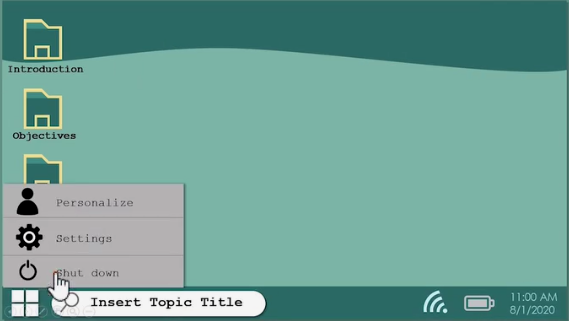 Introduction
Objectives
Personalize
Settings
Shut down
Insert Topic Title
11:00 AM
8/1/2020